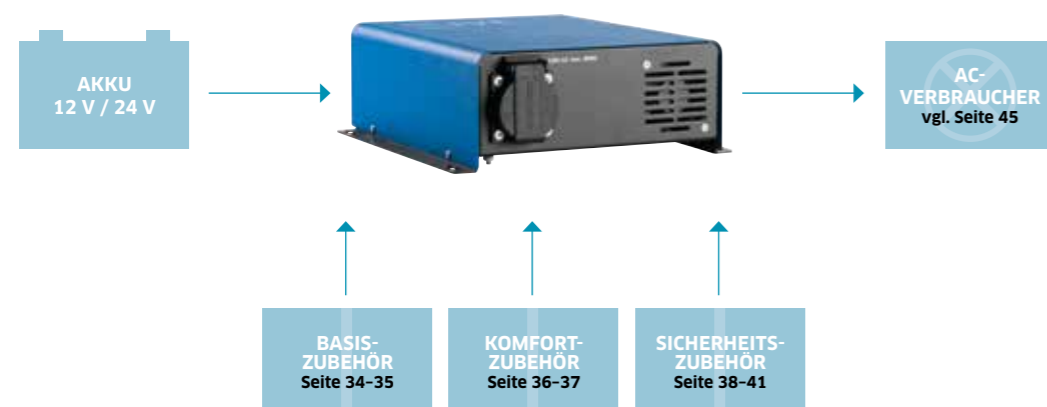 AKKU
12 V / 24 V
AC-
VERBRAUCHER
vgl. Seite 45
BASIS-
ZUBEHÖR
Seite 34–35
KOMFORT-
ZUBEHÖR
Seite 36–37
SICHERHEITS-
ZUBEHÖR
Seite 38–41